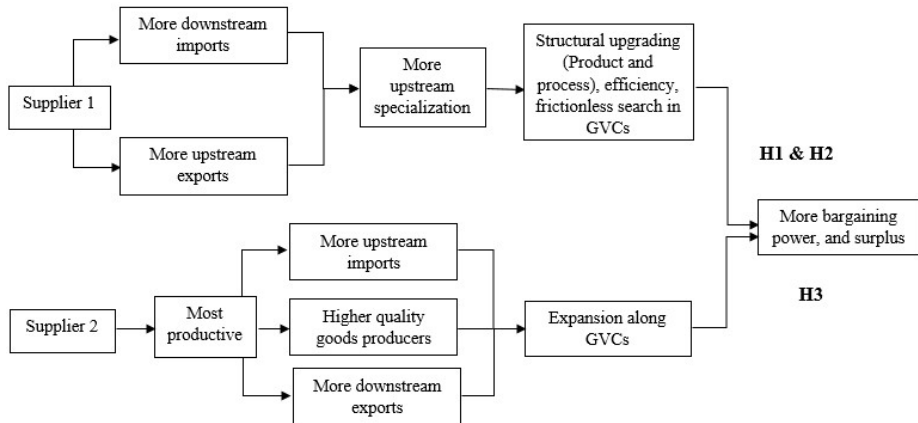 More downstream
imports
Supplier 1
More upstream
exports
More
upstream
specialization
Structural upgrading
(Product and
process), efficiency,
frictionless search in
GVCs
H1 & H2
More bargaining
power, and surplus
H3
Supplier 2
Most
productive
More upstream
imports
Higher quality
goods producers
More downstream
exports
Expansion along
GVCs